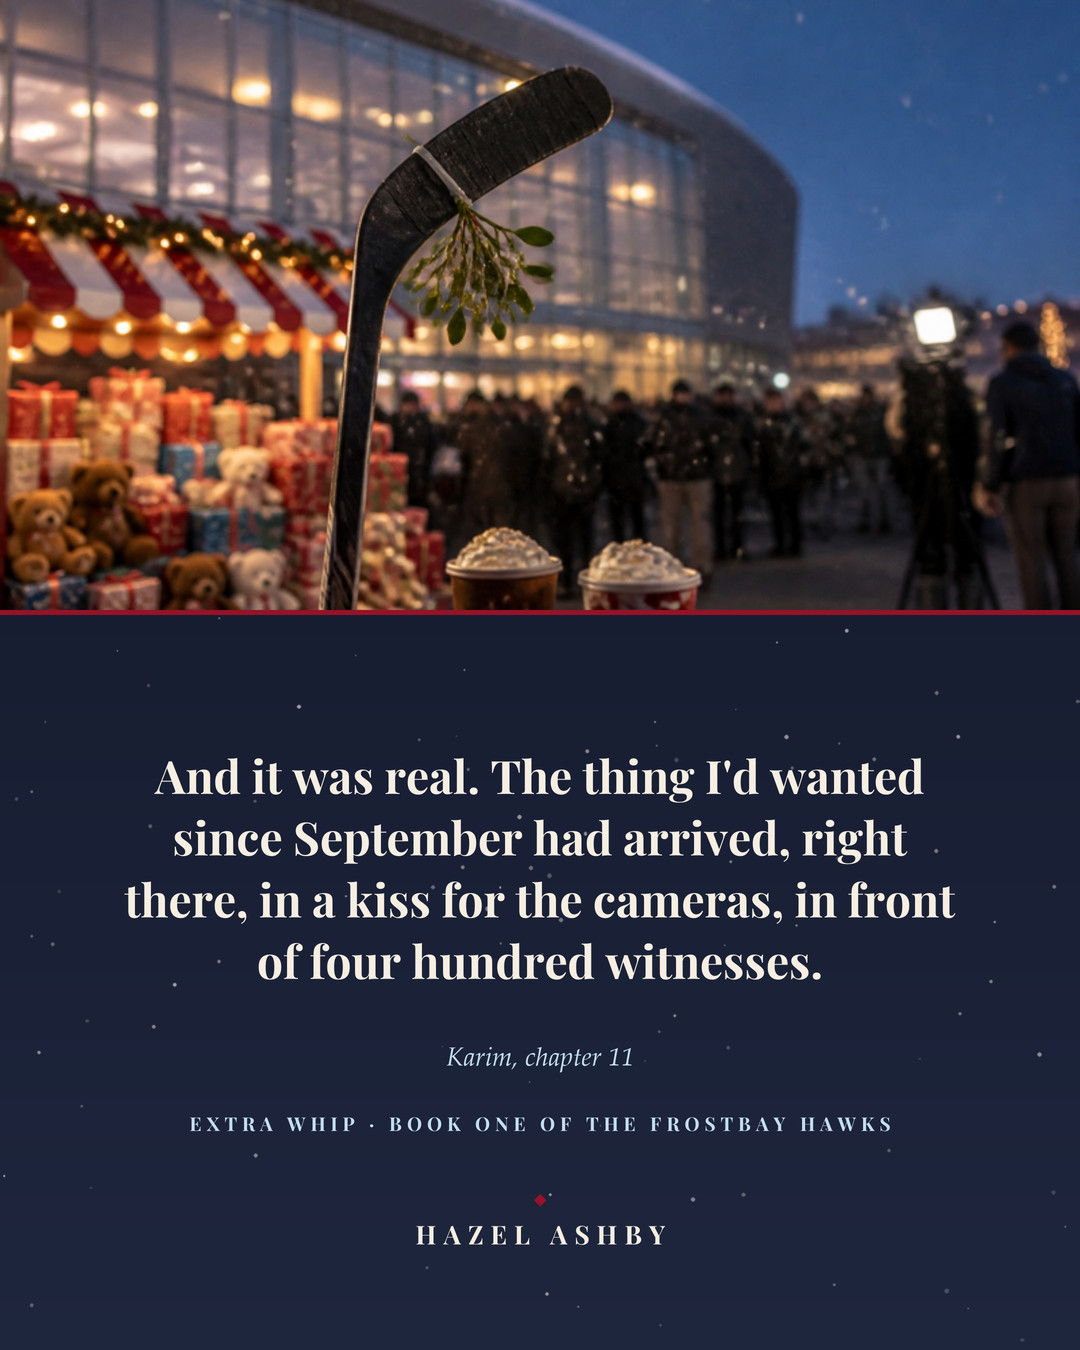 And it was real. The thing I'd wanted
since September had arrived, right
there, in a kiss for the cameras, in front
of four hundred witnesses.
Karim, chapter 11
EXTRA WHIP · BOOK ONE OF THE FROSTBAY HAWKS
HAZEL ASHBY